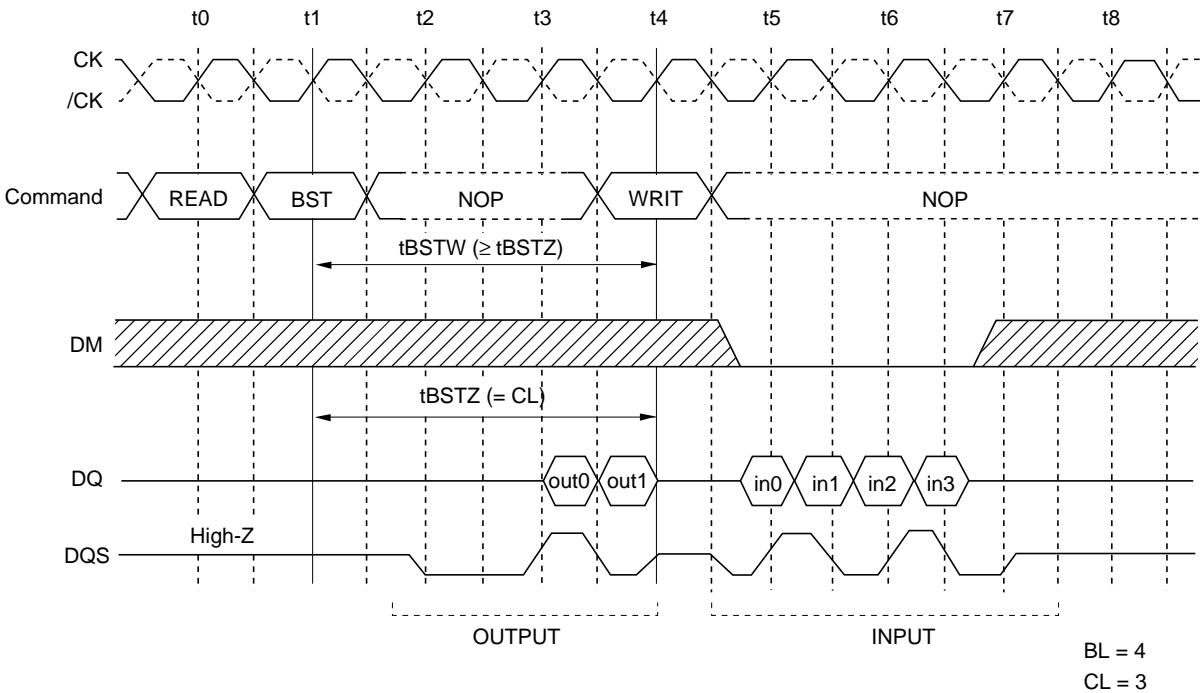 t0 t1 t2 t3 t4 t5 t6 t7 t8
CK
/CK
Command READ BST NOP WRIT NOP
tBSTW (≥ tBSTZ)
DM
tBSTZ (= CL)
DQ out0 out1 in0 in1 in2 in3
High-Z
DQS
OUTPUT INPUT
BL = 4
CL = 3